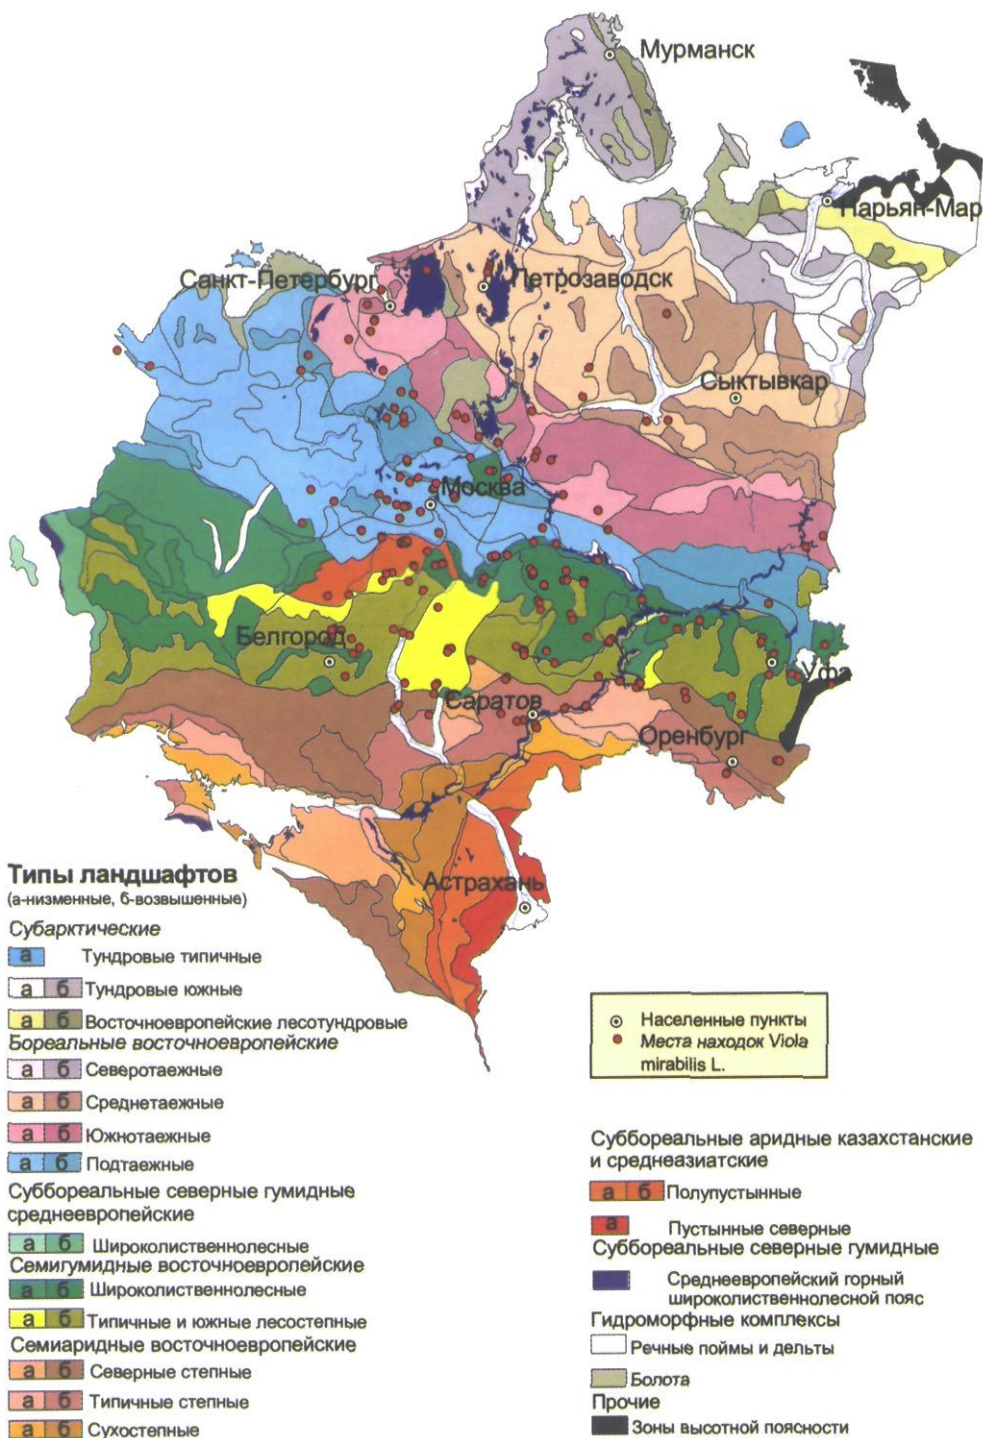 Мурманск
Нарьян-Мар
Санкт-Петербург
Петрозаводск
Сыктывкар
Москва
Белгород
Уфа
Саратов
Оренбург
Астрахань
Типы ландшафтов
(а-низменные, б-возвышенные)
Субарктические
а Тундровые типичные
а б Тундровые южные
а б Восточноевропейские лесотундровые
Бореальные восточноевропейские
а б Северотаежные
а б Среднетаежные
а б Южнотаежные
а б Подтаежные
Суббореальные северные гумидные
среднеевропейские
а б Широколиственнолесные
Семигумидные восточноевропейские
а б Широколиственнолесные
а б Типичные и южные лесостепные
Семиаридные восточноевропейские
а б Северные степные
а б Типичные степные
а б Сухостепные
Населенные пункты
Места находок Viola
mirabilis L.
Суббореальные аридные казахстанские
и среднеазиатские
а б Полупустынные
а Пустынные северные
Суббореальные северные гумидные
Среднеевропейский горный
широколиственнолесной пояс
Гидроморфные комплексы
Речные поймы и дельты
Болота
Прочие
Зоны высотной поясности